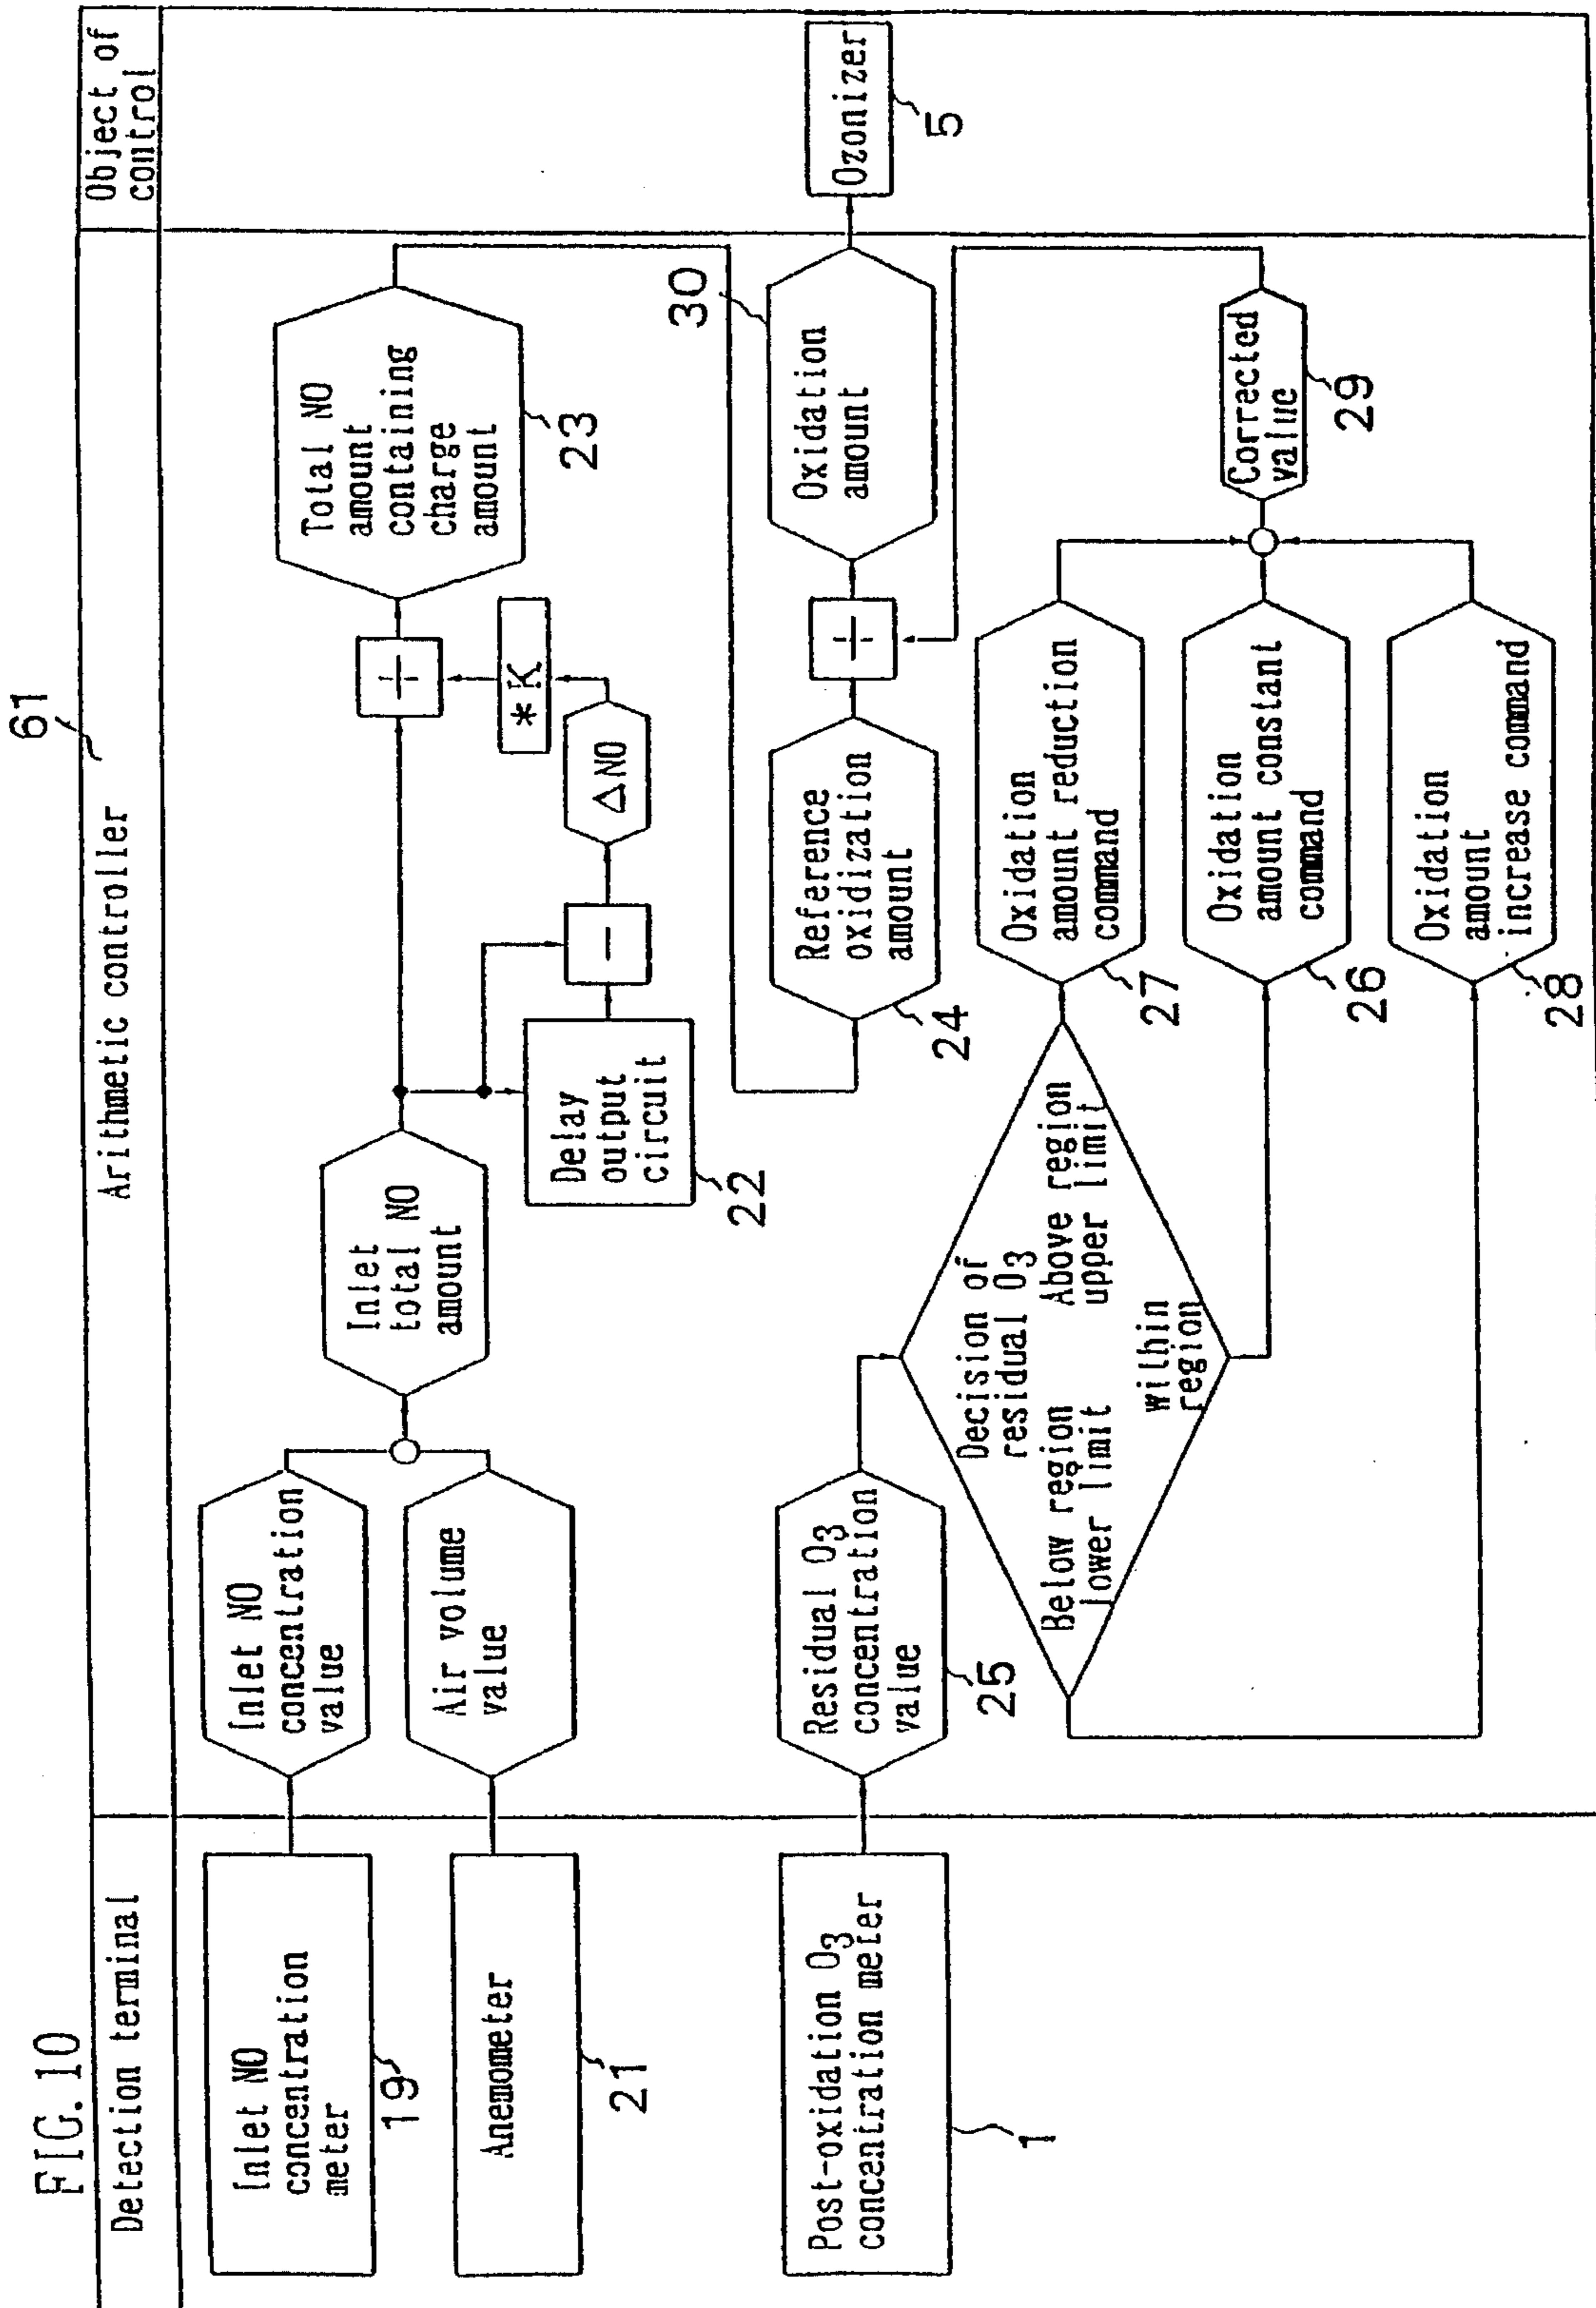 FIG. 10
61
Detection terminal
Arithmetic controller
Object of
control
Inlet NO
concentration
meter
19
Inlet NO
concentration
value
Anemometer
21
Air volume
value
Inlet
total NO
amount
Delay
output
circuit
22
−
△NO
*K
+
Total NO
amount
containing
charge
amount
23
Reference
oxidization
amount
24
+
Oxidation
amount
30
Ozonizer
5
Post-oxidation O3
concentration meter
1
Residual O3
concentration
value
25
Decision of
residual O3
Below region
lower limit
Above region
upper limit
within
region
Oxidation
amount reduction
command
27
Oxidation
amount constant
command
26
Oxidation
amount
increase command
28
Corrected
value
29